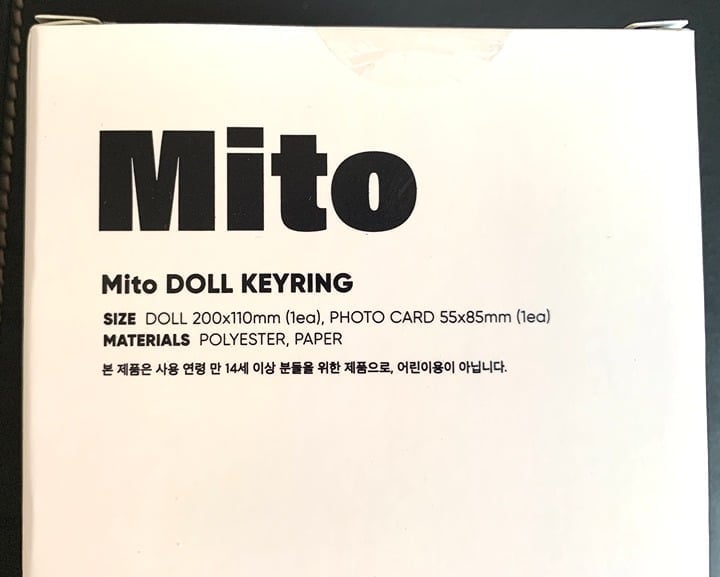 Mito
Mito DOLL KEYRING
SIZE DOLL 200x110mm (1ea), PHOTO CARD 55x85mm (1ea)
MATERIALS POLYESTER, PAPER
본 제품은 사용 연령 만 14세 이상 분들을 위한 제품으로, 어린이용이 아닙니다.